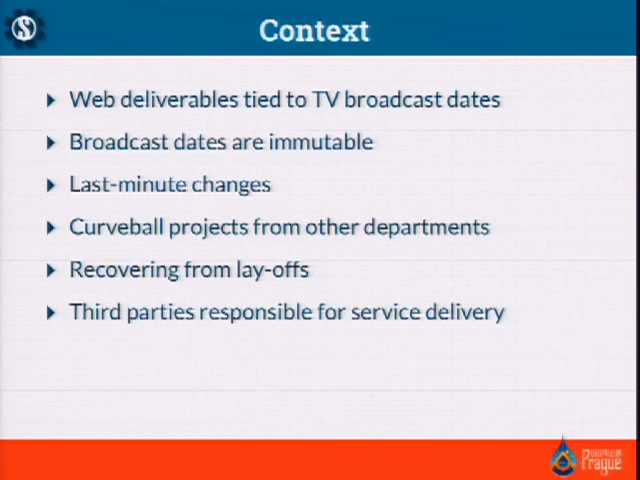 Context
Web deliverables tied to TV broadcast dates
Broadcast dates are immutable
Last-minute changes
Curveball projects from other departments
Recovering from lay-offs
Third parties responsible for service delivery
Prague